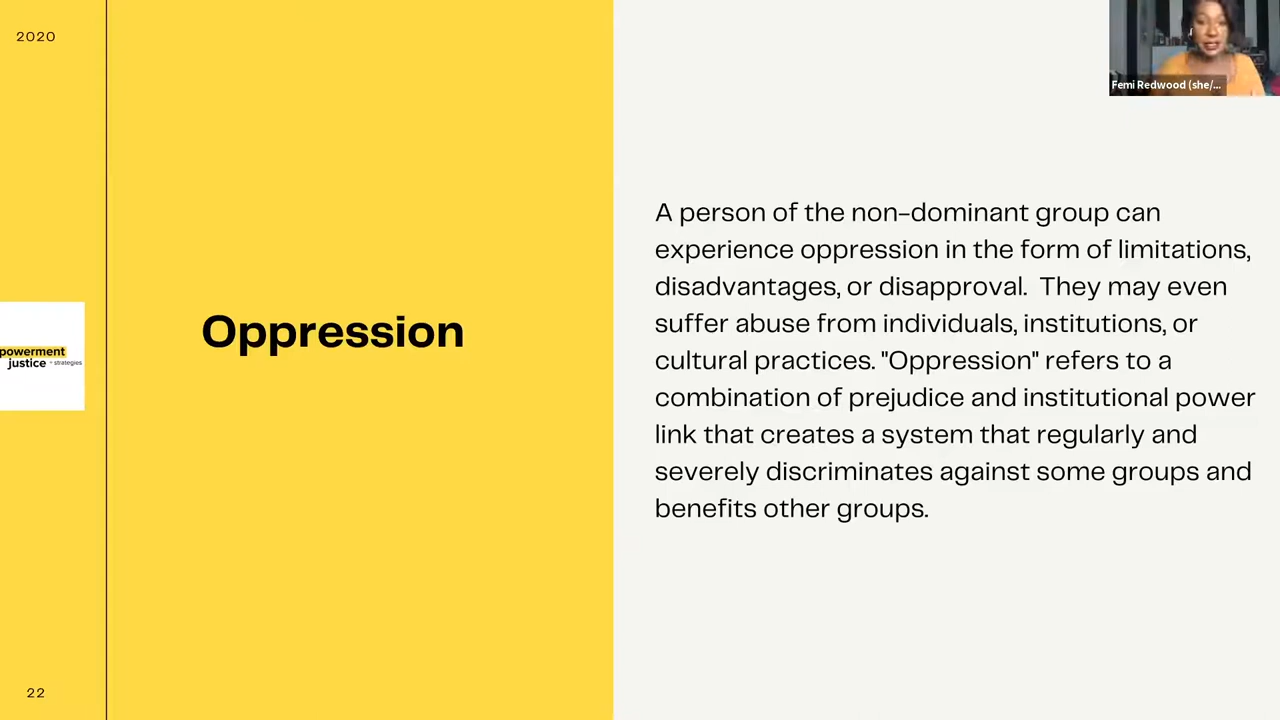 2020
Femi Redwood (she/...
powerment
justice + strategies
Oppression
A person of the non-dominant group can
experience oppression in the form of limitations,
disadvantages, or disapproval.  They may even
suffer abuse from individuals, institutions, or
cultural practices. "Oppression" refers to a
combination of prejudice and institutional power
link that creates a system that regularly and
severely discriminates against some groups and
benefits other groups.
22